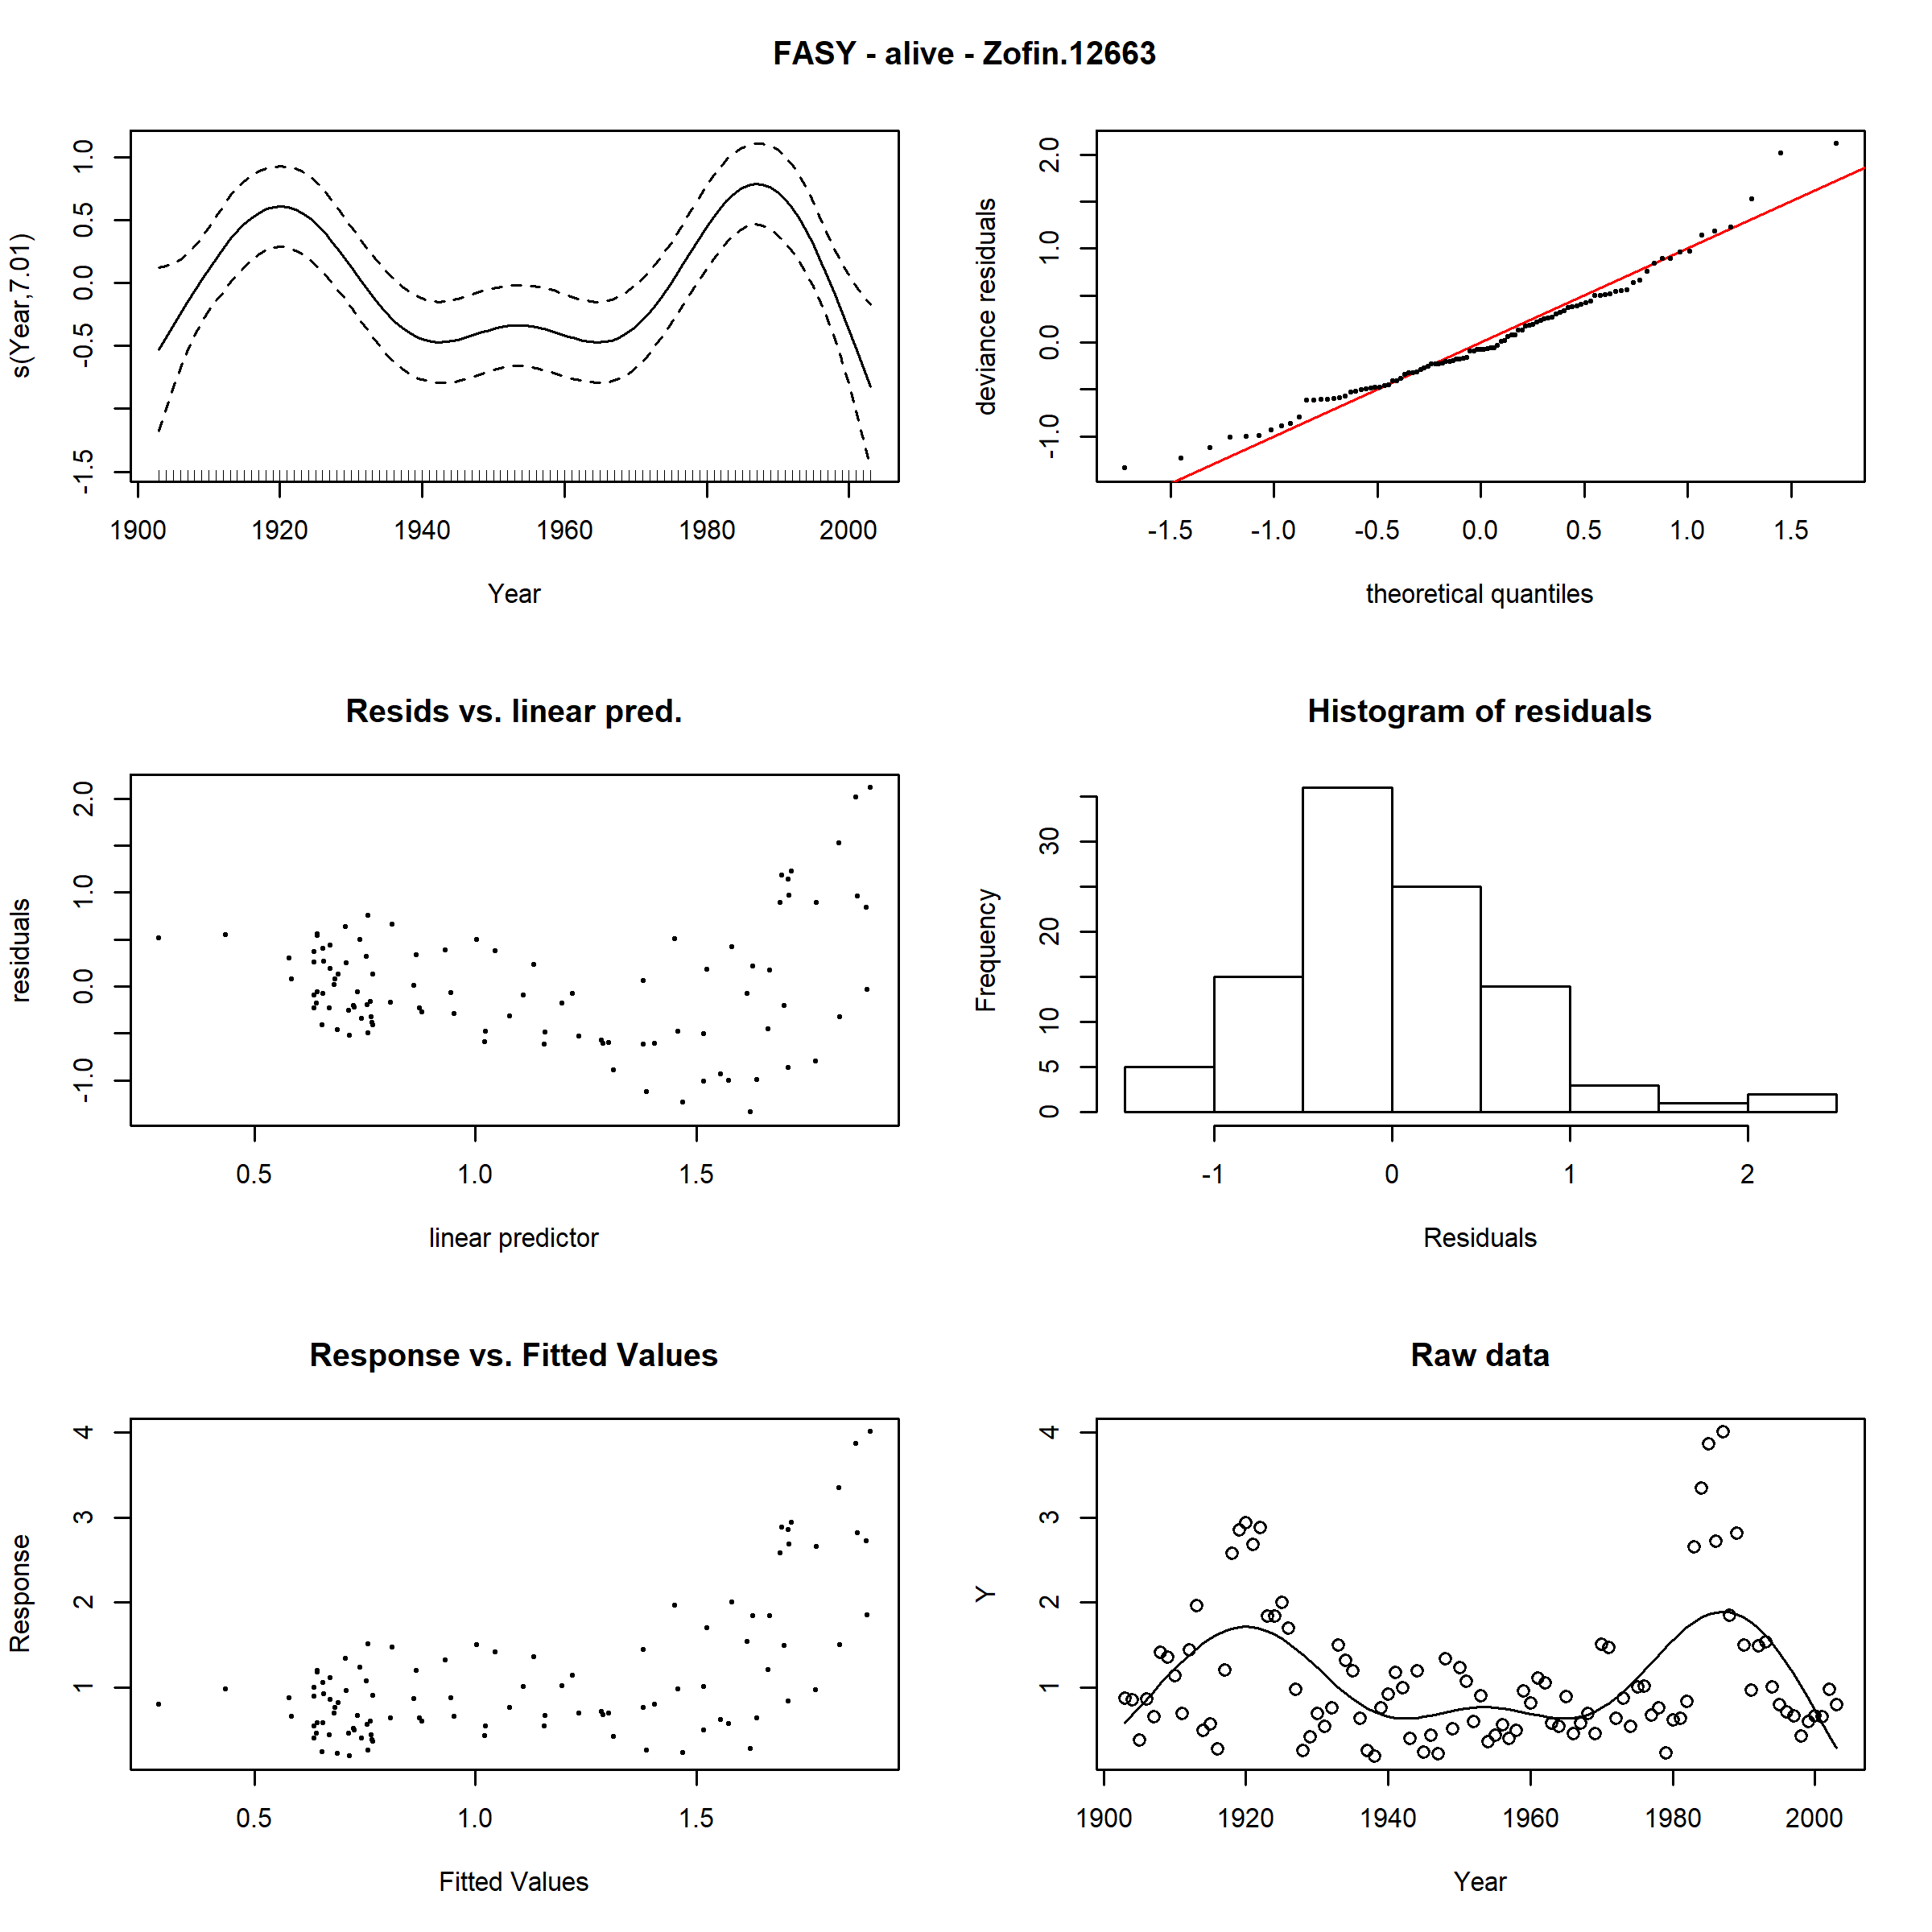 FASY - alive - Zofin.12663
s(Year,7.01)
1.0
0.5
0.0
-0.5
-1.5
1900 1920 1940 1960 1980 2000
Year
deviance residuals
2.0
1.0
0.0
-1.0
-1.5 -1.0 -0.5 0.0 0.5 1.0 1.5
theoretical quantiles
Resids vs. linear pred.
residuals
2.0
1.0
0.0
-1.0
0.5 1.0 1.5
linear predictor
Histogram of residuals
Frequency
30
20
10
5
0
-1 0 1 2
Residuals
Response vs. Fitted Values
Response
4
3
2
1
0.5 1.0 1.5
Fitted Values
Raw data
Y
4
3
2
1
1900 1920 1940 1960 1980 2000
Year